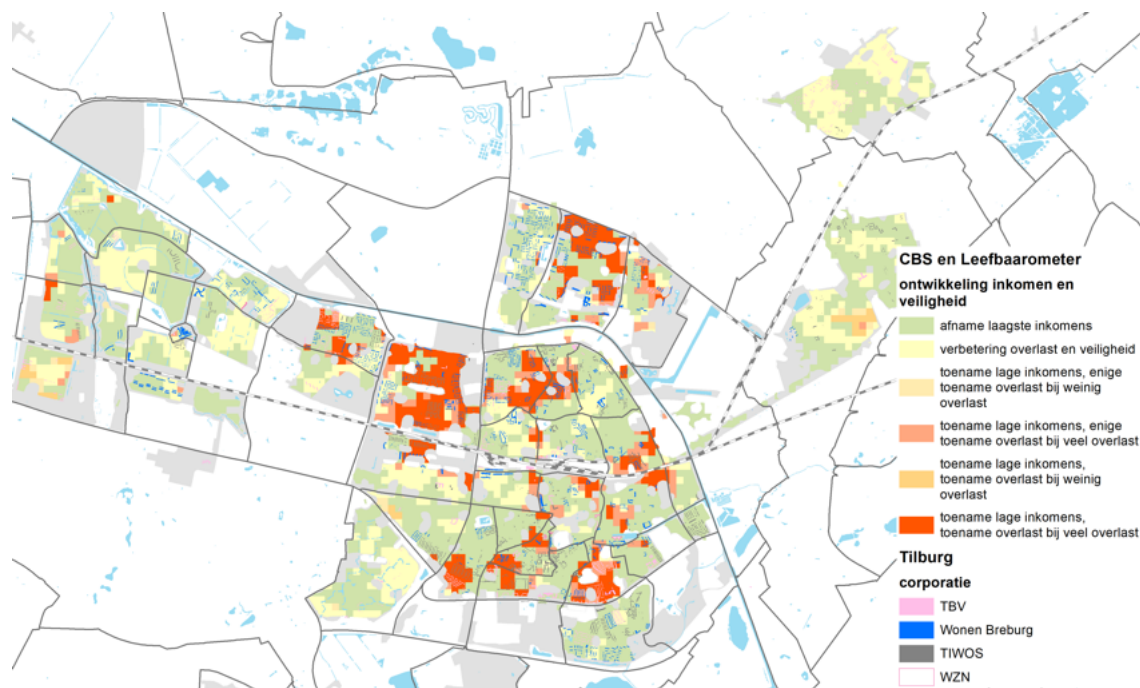 CBS en Leefbaarometer
ontwikkeling inkomen en
veiligheid
afname laagste inkomens
verbetering overlast en veiligheid
toename lage inkomens, enige
toename overlast bij weinig
overlast
toename lage inkomens, enige
toename overlast bij veel overlast
toename lage inkomens,
toename overlast bij weinig
overlast
toename lage inkomens,
toename overlast bij veel overlast
Tilburg
corporatie
TBV
Wonen Breburg
TIWOS
WZN